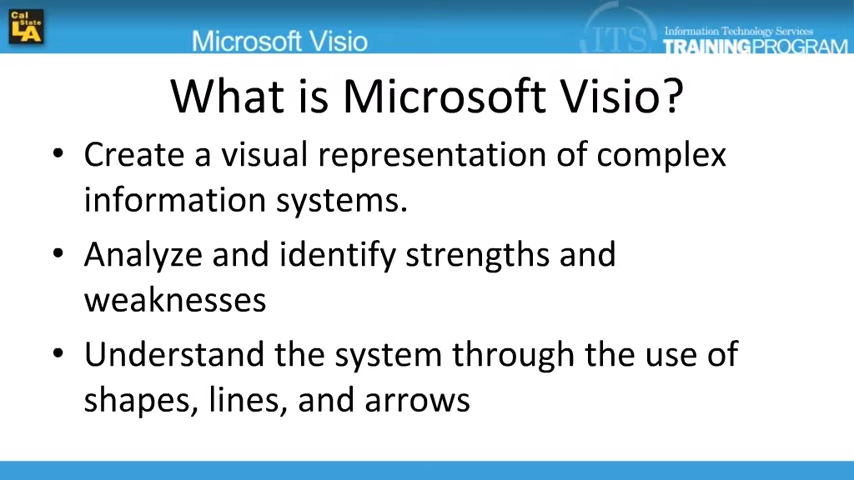 Cal
State
LA
Microsoft Visio
ITS
Information Technology Services
TRAINING PROGRAM
What is Microsoft Visio?
• Create a visual representation of complex
information systems.
• Analyze and identify strengths and
weaknesses
• Understand the system through the use of
shapes, lines, and arrows